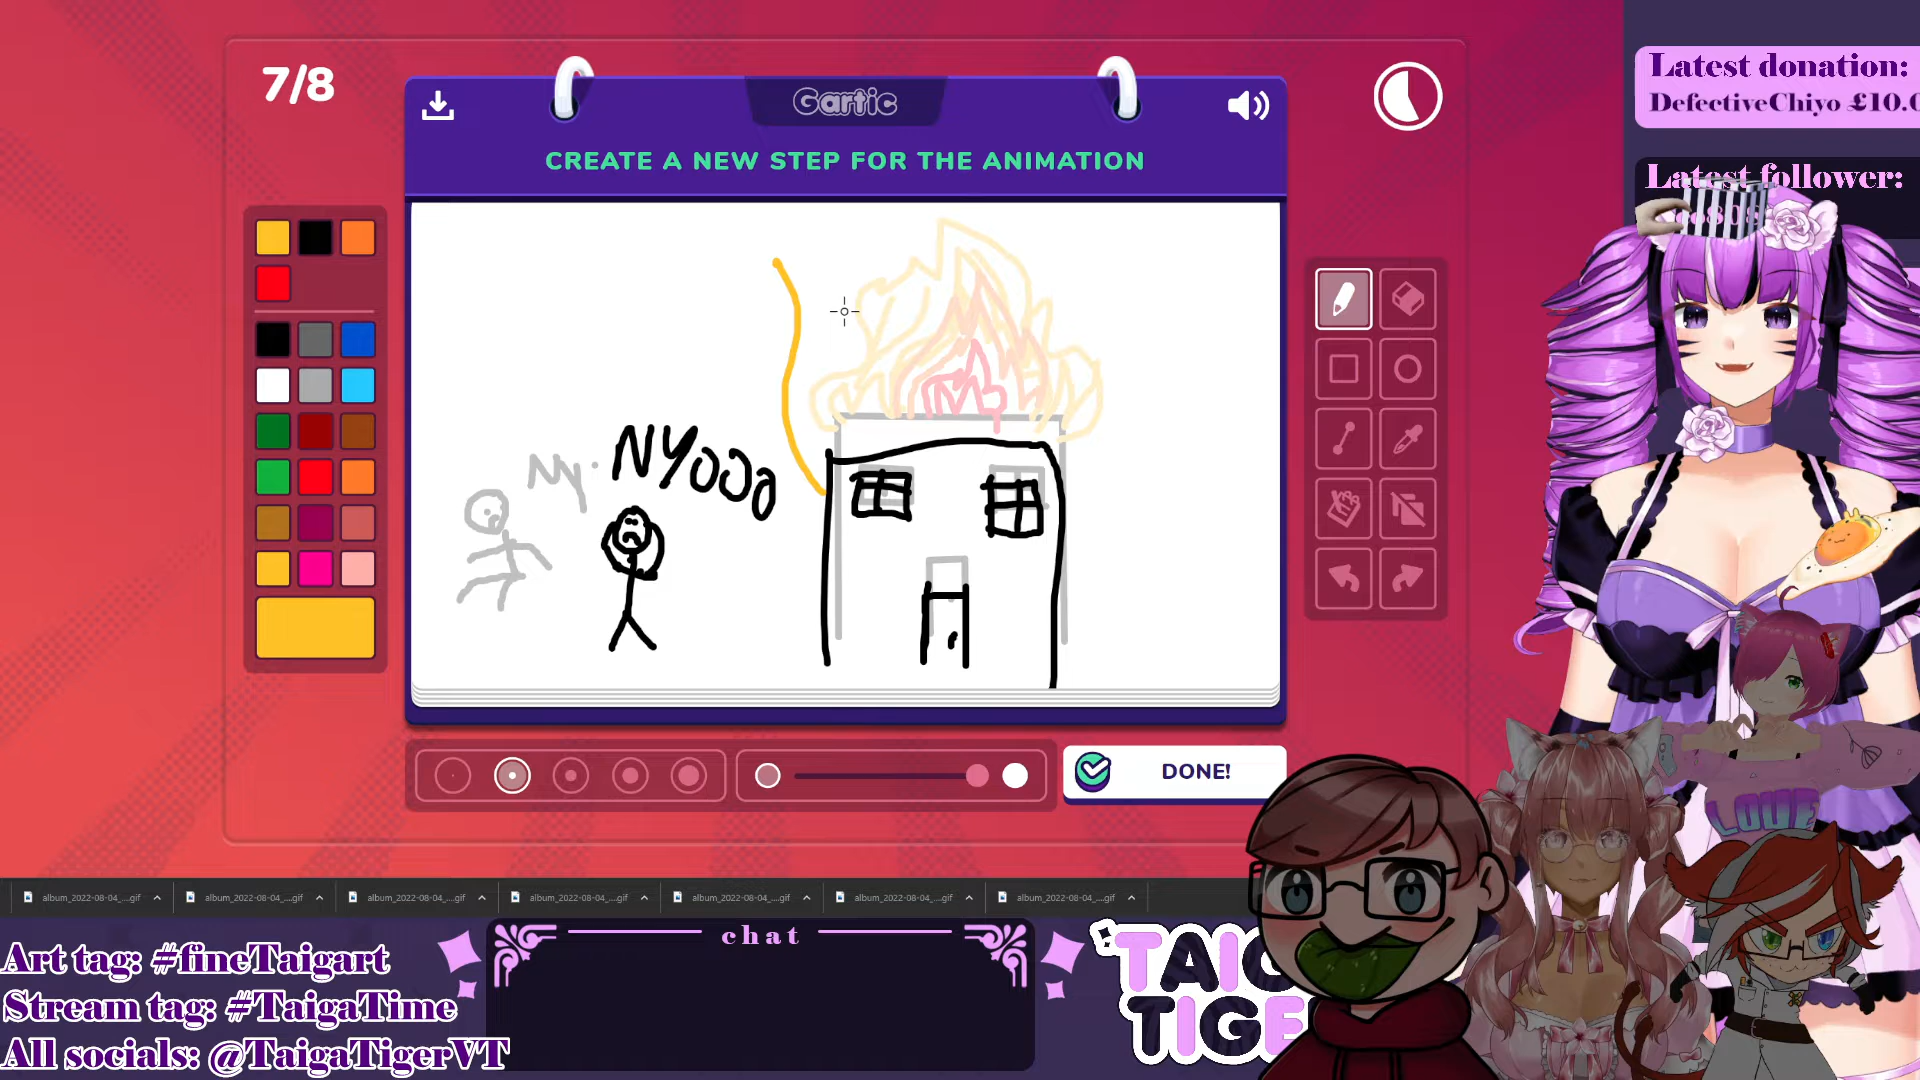 7/8
Gartic
CREATE A NEW STEP FOR THE ANIMATION
Latest donation:
DefectiveChiyo £10.0
Latest follower:
Ny.
NYOOO
DONE!
LOVE
album_2022-08-04_....gif
album_2022-08-04_....gif
album_2022-08-04_....gif
album_2022-08-04_....gif
album_2022-08-04_....gif
album_2022-08-04_....gif
album_2022-08-04_....gif
chat
Art tag: #fineTaigart
Stream tag: #TaigaTime
All socials: @TaigaTigerVT
TAIG
TIGE